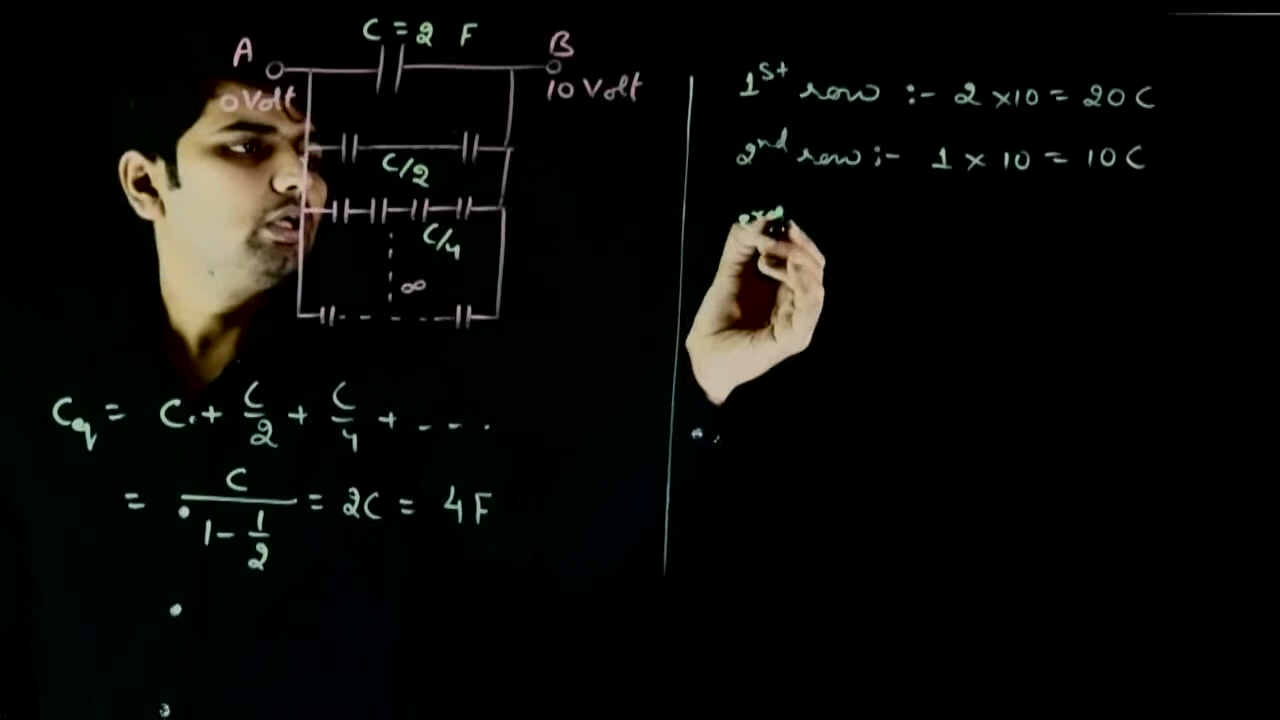 C = 2 F
A
B
0 Volt
10 Volt
C/2
C/4
∞
Ceq = C + C/2 + C/4 + - - -
= C/(1 - 1/2) = 2C = 4F
1st row :- 2 × 10 = 20 C
2nd row :- 1 × 10 = 10 C